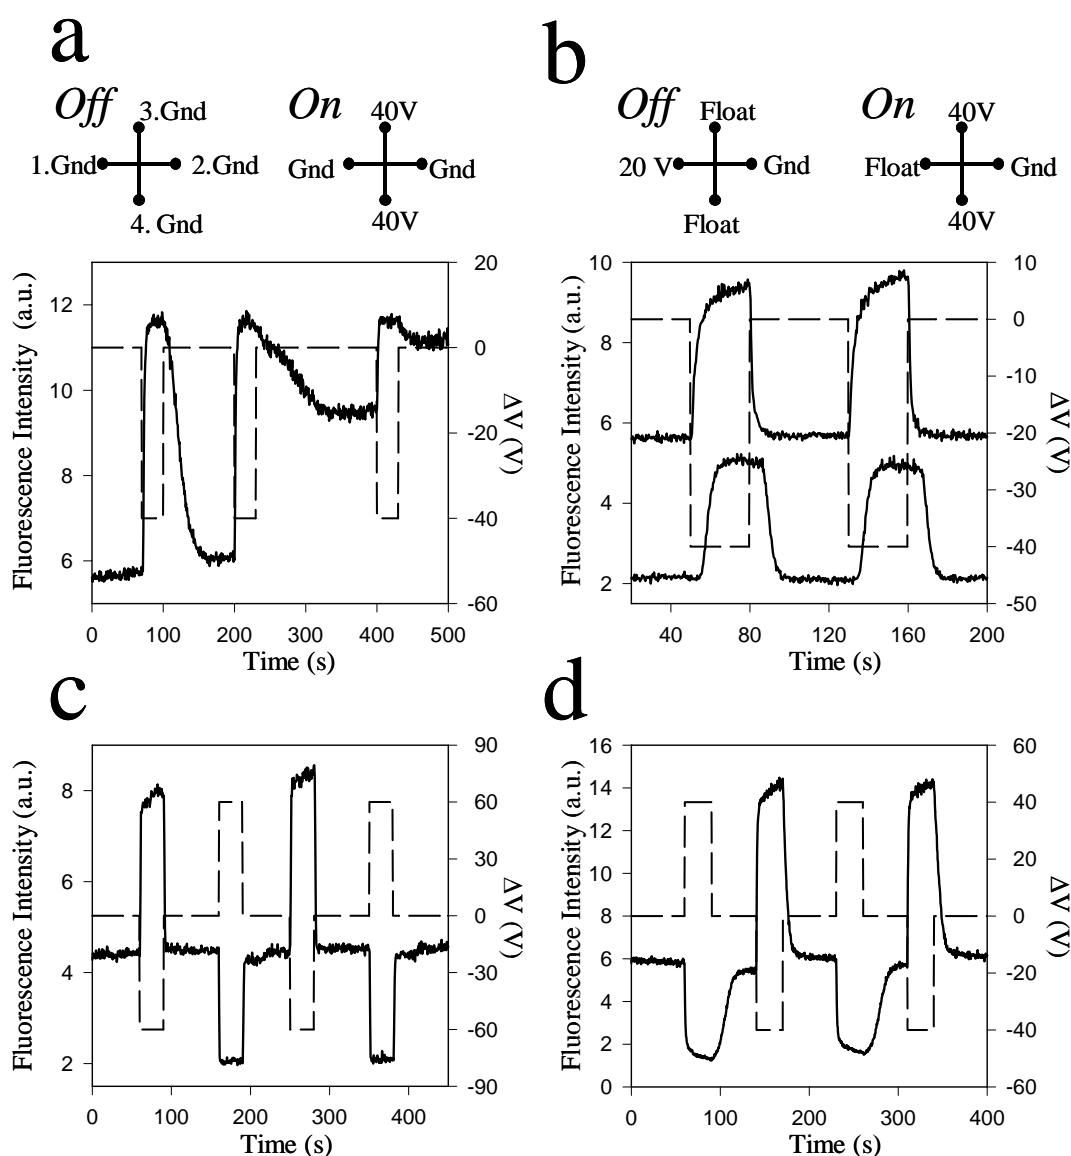 a
b
Off
3.Gnd
On
40V
Off
Float
On
40V
1.Gnd
2.Gnd
Gnd
Gnd
20 V
Gnd
Float
Gnd
4. Gnd
40V
Float
40V
Fluorescence Intensity (a.u.)
12
10
8
6
20
0
-20
-40
-60
ΔV (V)
0 100 200 300 400 500
Time (s)
Fluorescence Intensity (a.u.)
10
8
6
4
2
10
0
-10
-20
-30
-40
-50
ΔV (V)
40 80 120 160 200
Time (s)
c
d
Fluorescence Intensity (a.u.)
8
6
4
2
90
60
30
0
-30
-60
-90
ΔV (V)
0 100 200 300 400
Time (s)
Fluorescence Intensity (a.u.)
16
14
12
10
8
6
4
2
0
60
40
20
0
-20
-40
-60
ΔV (V)
0 100 200 300 400
Time (s)